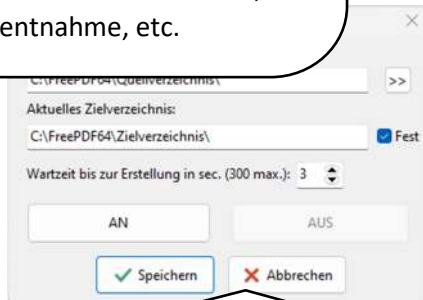 entnahme, etc.
C:\FreePDF64\Quellverzeichnis\
>>
Aktuelles Zielverzeichnis:
C:\FreePDF64\Zielverzeichnis\
Fest
Wartzeit bis zur Erstellung in sec. (300 max.): 3
AN AUS
Speichern Abbrechen